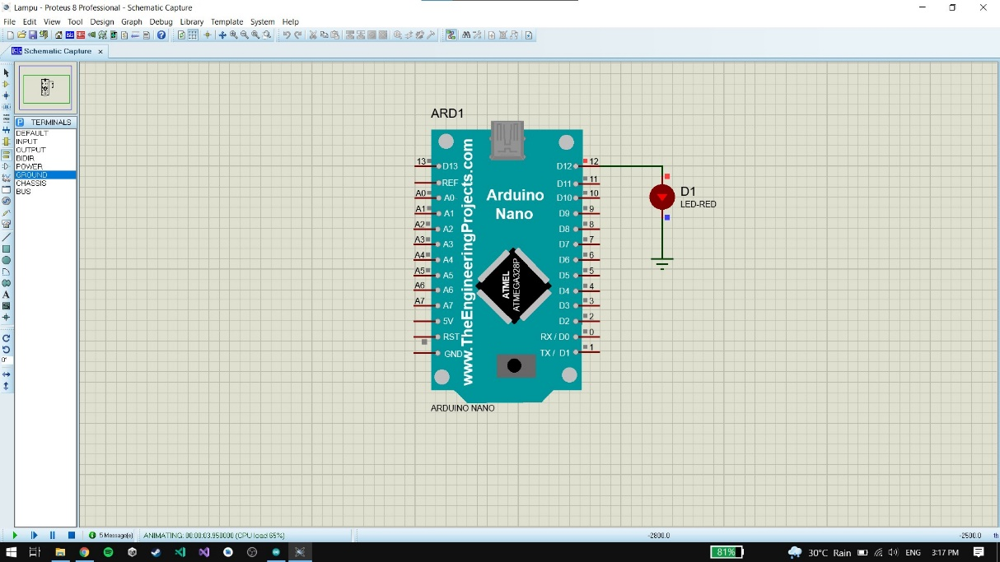 Lampu - Proteus 8 Professional - Schematic Capture
File Edit View Tool Design Graph Debug Library Template System Help
Schematic Capture
TERMINALS
DEFAULT
INPUT
OUTPUT
BIDIR
POWER
GROUND
CHASSIS
BUS
0°
ARD1
www.TheEngineeringProjects.com
Arduino
Nano
ATMEL
ATMEGA328P
13 D13
REF
A0 A0
A1 A1
A2 A2
A3 A3
A4 A4
A5 A5
A6 A6
A7 A7
5V
RST
GND
D12 12
D11 11
D10 10
D9 9
D8 8
D7 7
D6 6
D5 5
D4 4
D3 3
D2 2
RX / D0 0
TX / D1 1
ARDUINO NANO
D1
LED-RED
5 Message(s) ANIMATING: 00:00:03.950000 (CPU load 65%) -2800.0 -2500.0 th
81% 30°C Rain ENG 3:17 PM